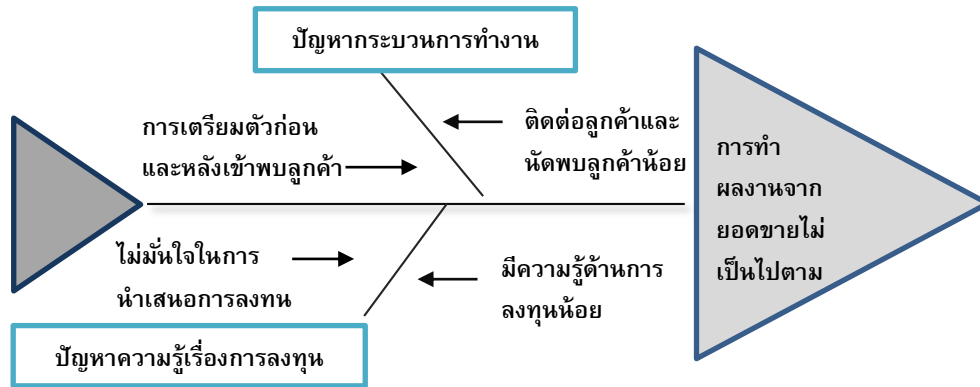 ปัญหากระบวนการทำงาน
การเตรียมตัวก่อน
และหลังเข้าพบลูกค้า
ติดต่อลูกค้าและ
นัดพบลูกค้าน้อย
การทำ
ผลงานจาก
ยอดขายไม่
เป็นไปตาม
ไม่มั่นใจในการ
นำเสนอการลงทน
มีความรู้ด้านการ
ลงทุนน้อย
ปัญหาความรู้เรื่องการลงทุน